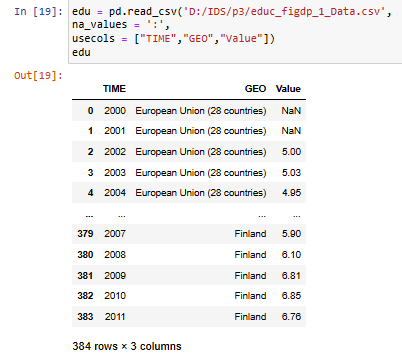 In [19]: edu = pd.read_csv('D:/IDS/p3/educ_figdp_1_Data.csv',
na_values = ':',
usecols = ["TIME","GEO","Value"])
edu
Out[19]:
TIME GEO Value
0 2000 European Union (28 countries) NaN
1 2001 European Union (28 countries) NaN
2 2002 European Union (28 countries) 5.00
3 2003 European Union (28 countries) 5.03
4 2004 European Union (28 countries) 4.95
... ... ... ...
379 2007 Finland 5.90
380 2008 Finland 6.10
381 2009 Finland 6.81
382 2010 Finland 6.85
383 2011 Finland 6.76
384 rows × 3 columns